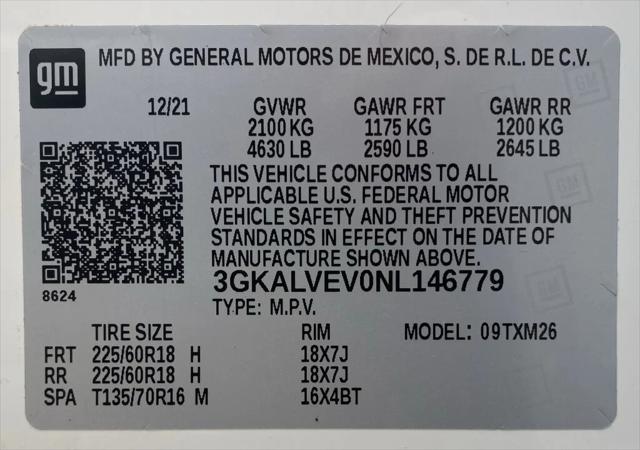 gm MFD BY GENERAL MOTORS DE MEXICO, S. DE R.L. DE C.V.
12/21 GVWR GAWR FRT GAWR RR
2100 KG 1175 KG 1200 KG
4630 LB 2590 LB 2645 LB
THIS VEHICLE CONFORMS TO ALL
APPLICABLE U.S. FEDERAL MOTOR
VEHICLE SAFETY AND THEFT PREVENTION
STANDARDS IN EFFECT ON THE DATE OF
MANUFACTURE SHOWN ABOVE.
8624 3GKALVEV0NL146779
TYPE: M.P.V.
TIRE SIZE RIM MODEL: 09TXM26
FRT 225/60R18 H 18X7J
RR 225/60R18 H 18X7J
SPA T135/70R16 M 16X4BT